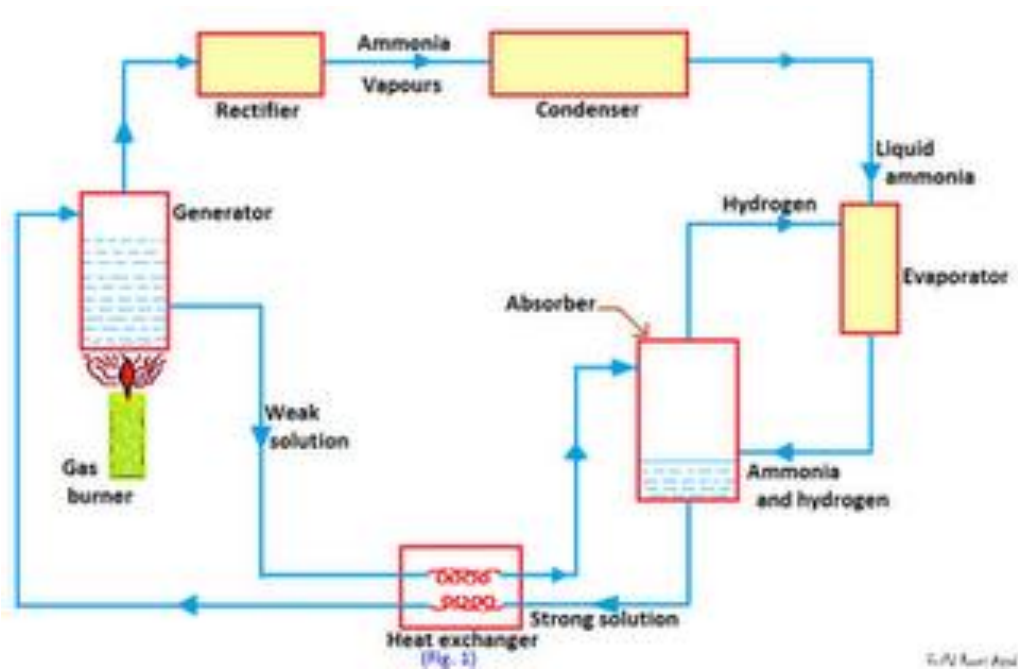 Ammonia
Vapours
Rectifier
Condenser
Liquid
ammonia
Generator
Hydrogen
Evaporator
Absorber
Weak
solution
Gas
burner
Ammonia
and hydrogen
Strong solution
Heat exchanger
(Fig. 1)